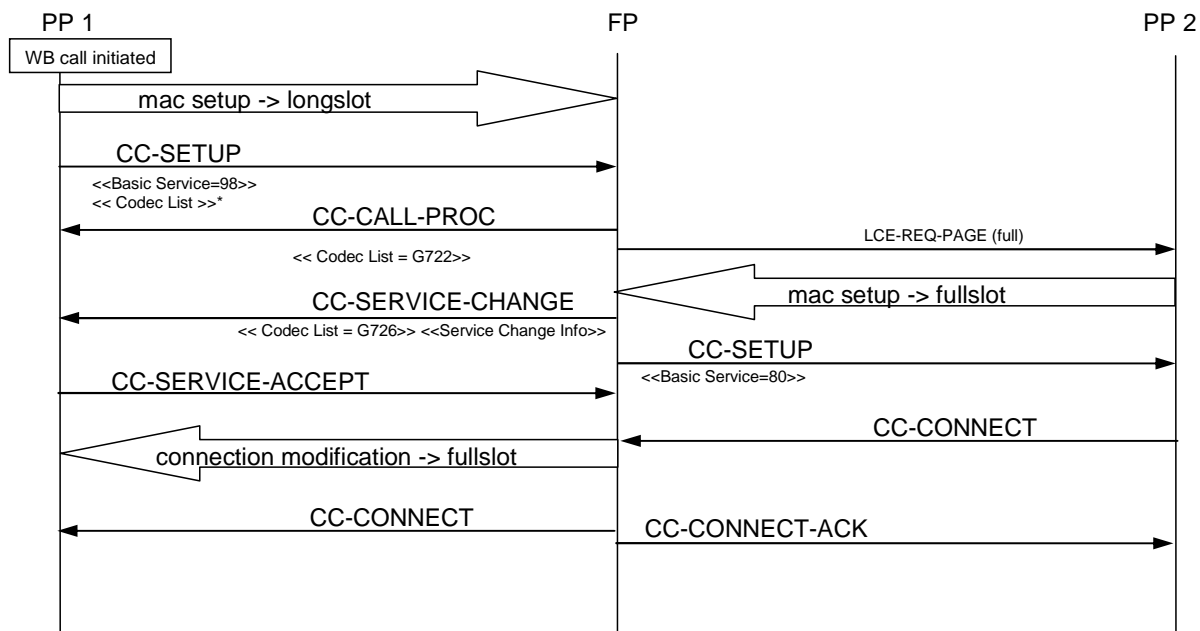 PP 1
FP
PP 2
WB call initiated
mac setup -> longslot
CC-SETUP
<<Basic Service=98>>
<< Codec List >>*
CC-CALL-PROC
LCE-REQ-PAGE (full)
<< Codec List = G722>>
mac setup -> fullslot
CC-SERVICE-CHANGE
<< Codec List = G726>> <<Service Change Info>>
CC-SETUP
<<Basic Service=80>>
CC-SERVICE-ACCEPT
CC-CONNECT
connection modification -> fullslot
CC-CONNECT
CC-CONNECT-ACK